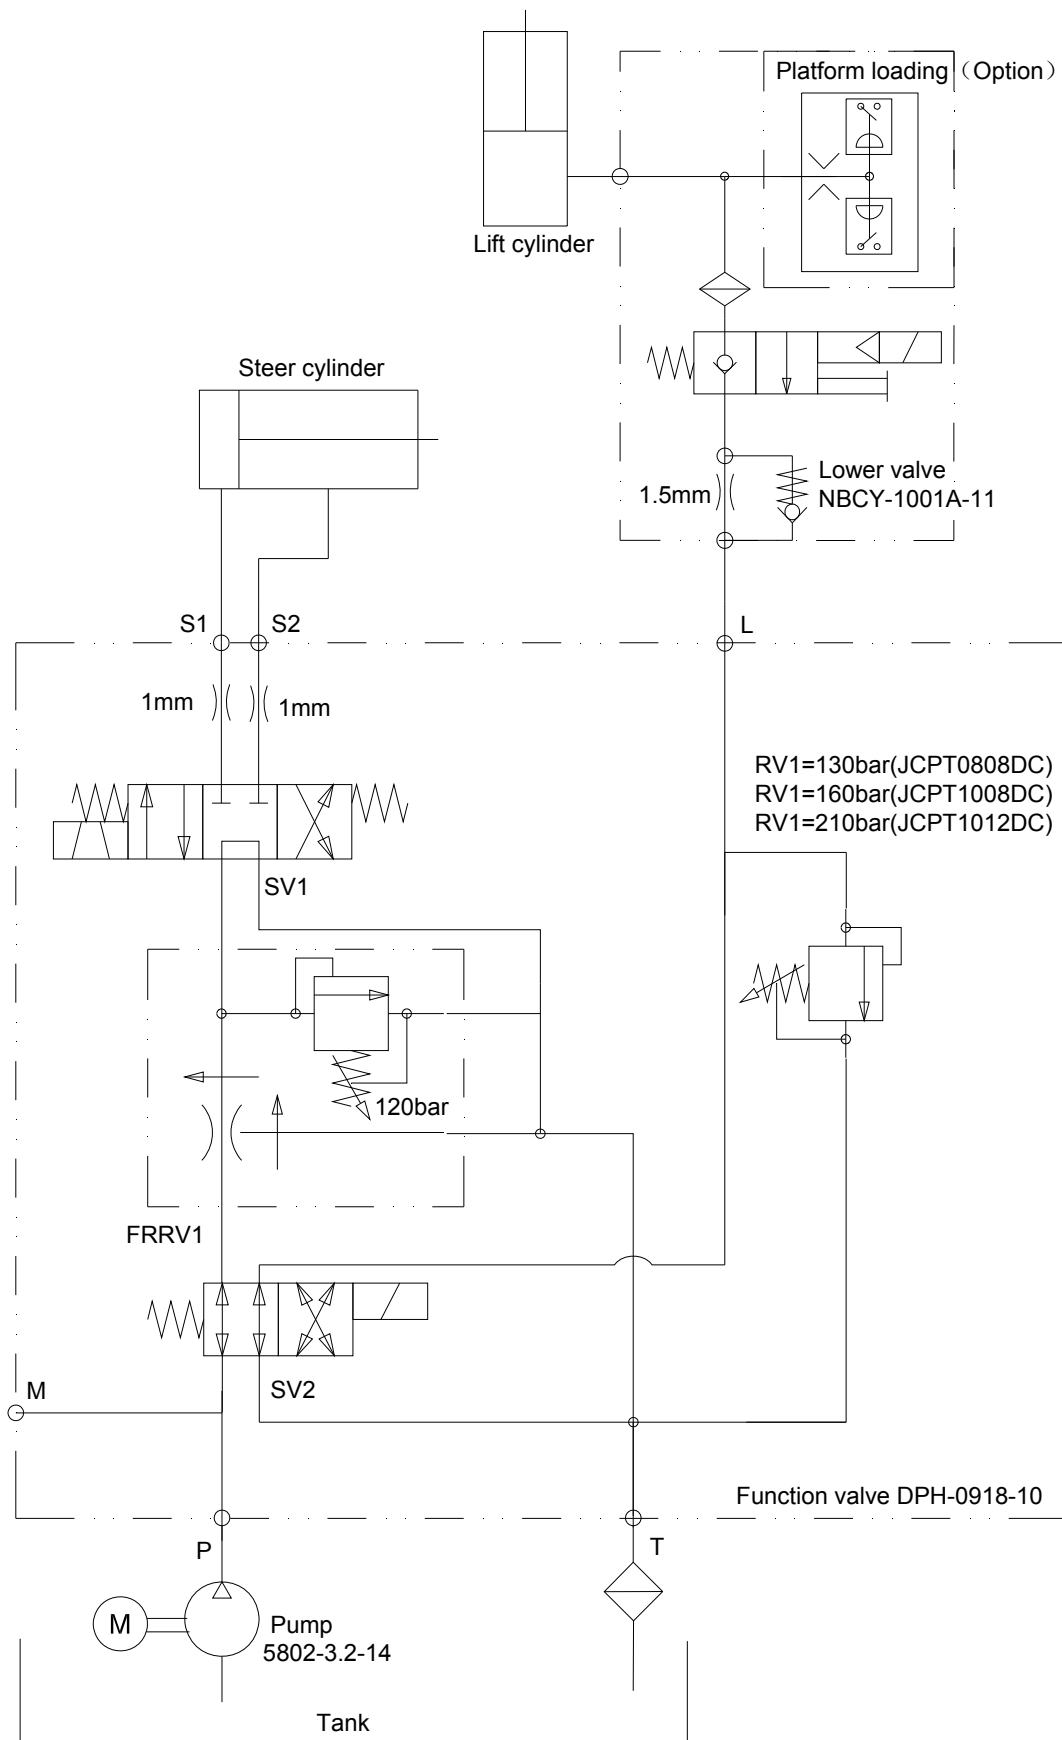 Platform loading（Option）
Lift cylinder
Steer cylinder
Lower valve
1.5mm
NBCY-1001A-11
S1
S2
L
1mm
1mm
RV1=130bar(JCPT0808DC)
RV1=160bar(JCPT1008DC)
RV1=210bar(JCPT1012DC)
SV1
120bar
FRRV1
SV2
M
Function valve DPH-0918-10
P
T
M
Pump
5802-3.2-14
Tank